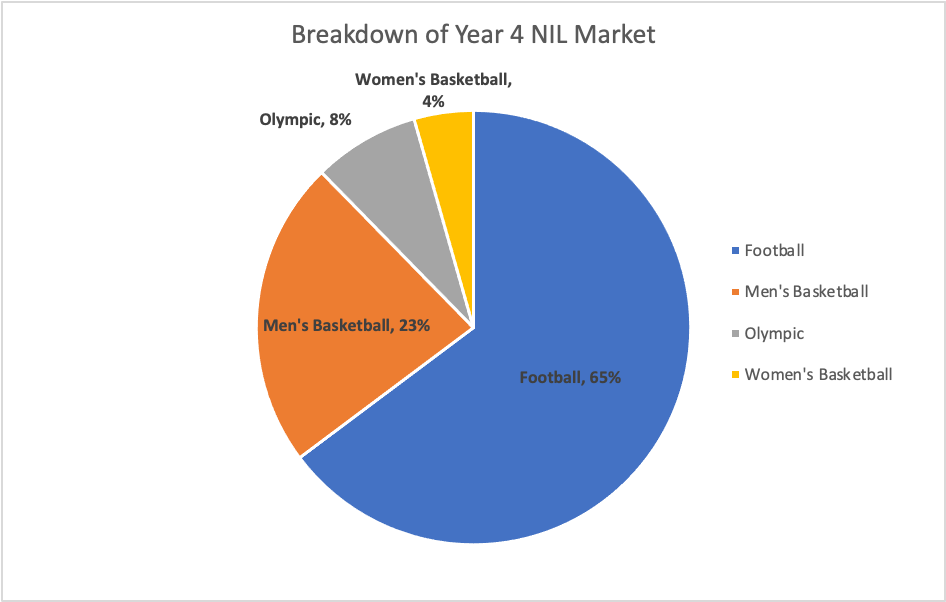 Breakdown of Year 4 NIL Market
Women's Basketball,
4%
Olympic, 8%
Men's Basketball, 23%
Football, 65%
Football
Men's Basketball
Olympic
Women's Basketball